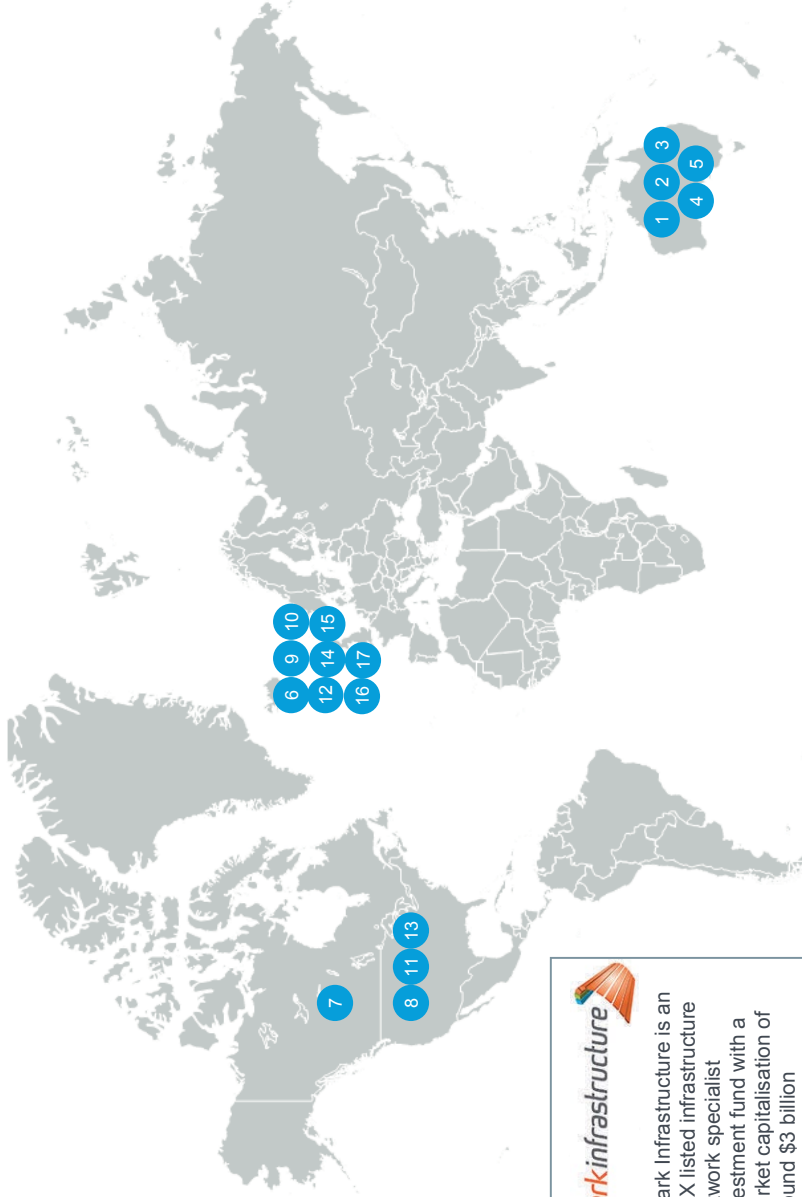 6 9 10
7
12 14 15
16 17
8 11 13
1 2 3
4 5
rkinfrastructure
ark Infrastructure is an
X listed infrastructure
work specialist
estment fund with a
rket capitalisation of
und $3 billion